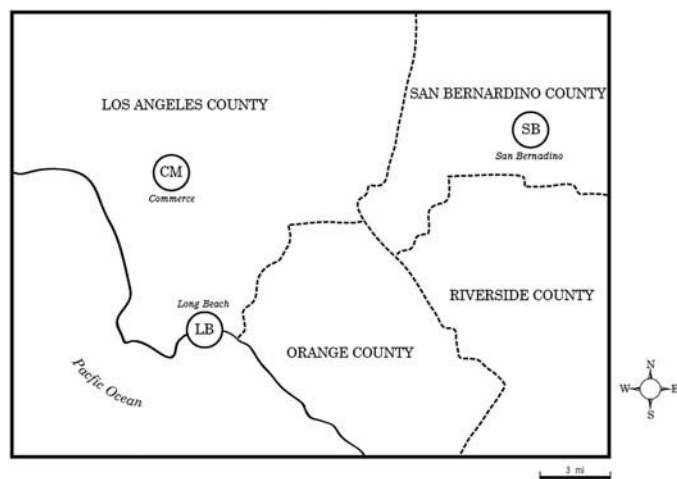 LOS ANGELES COUNTY
SAN BERNARDINO COUNTY
SB
San Bernadino
CM
Commerce
Long Beach
LB
RIVERSIDE COUNTY
ORANGE COUNTY
Pacfic Ocean
N
W
E
S
3 mi